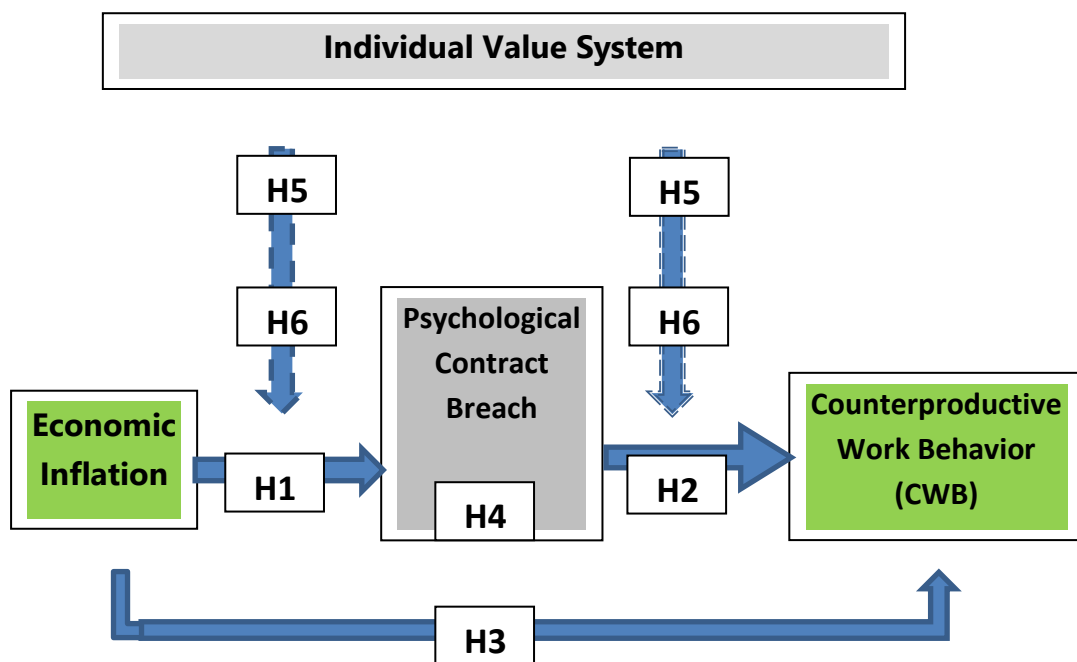 Individual Value System
H5
H5
H6
H6
Psychological
Contract
Breach
Economic
Inflation
Counterproductive
Work Behavior
(CWB)
H1
H2
H4
H3